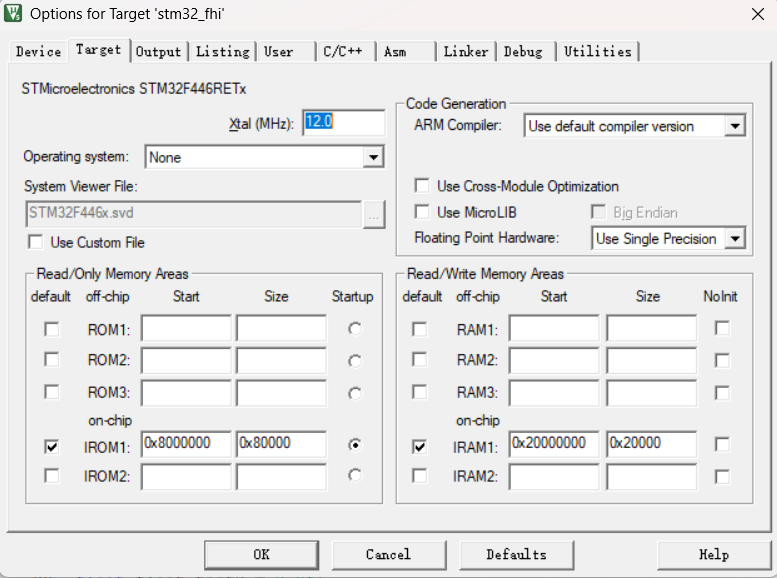 Options for Target 'stm32_fhi'
Device Target Output Listing User C/C++ Asm Linker Debug Utilities
STMicroelectronics STM32F446RETx
Xtal (MHz): 12.0
Operating system: None
System Viewer File:
STM32F446x.svd ...
Use Custom File
Code Generation
ARM Compiler: Use default compiler version
Use Cross-Module Optimization
Use MicroLIB Big Endian
Floating Point Hardware: Use Single Precision
Read/Only Memory Areas
default off-chip Start Size Startup
ROM1:
ROM2:
ROM3:
on-chip
IROM1: 0x8000000 0x80000
IROM2:
Read/Write Memory Areas
default off-chip Start Size NoInit
RAM1:
RAM2:
RAM3:
on-chip
IRAM1: 0x20000000 0x20000
IRAM2:
OK Cancel Defaults Help